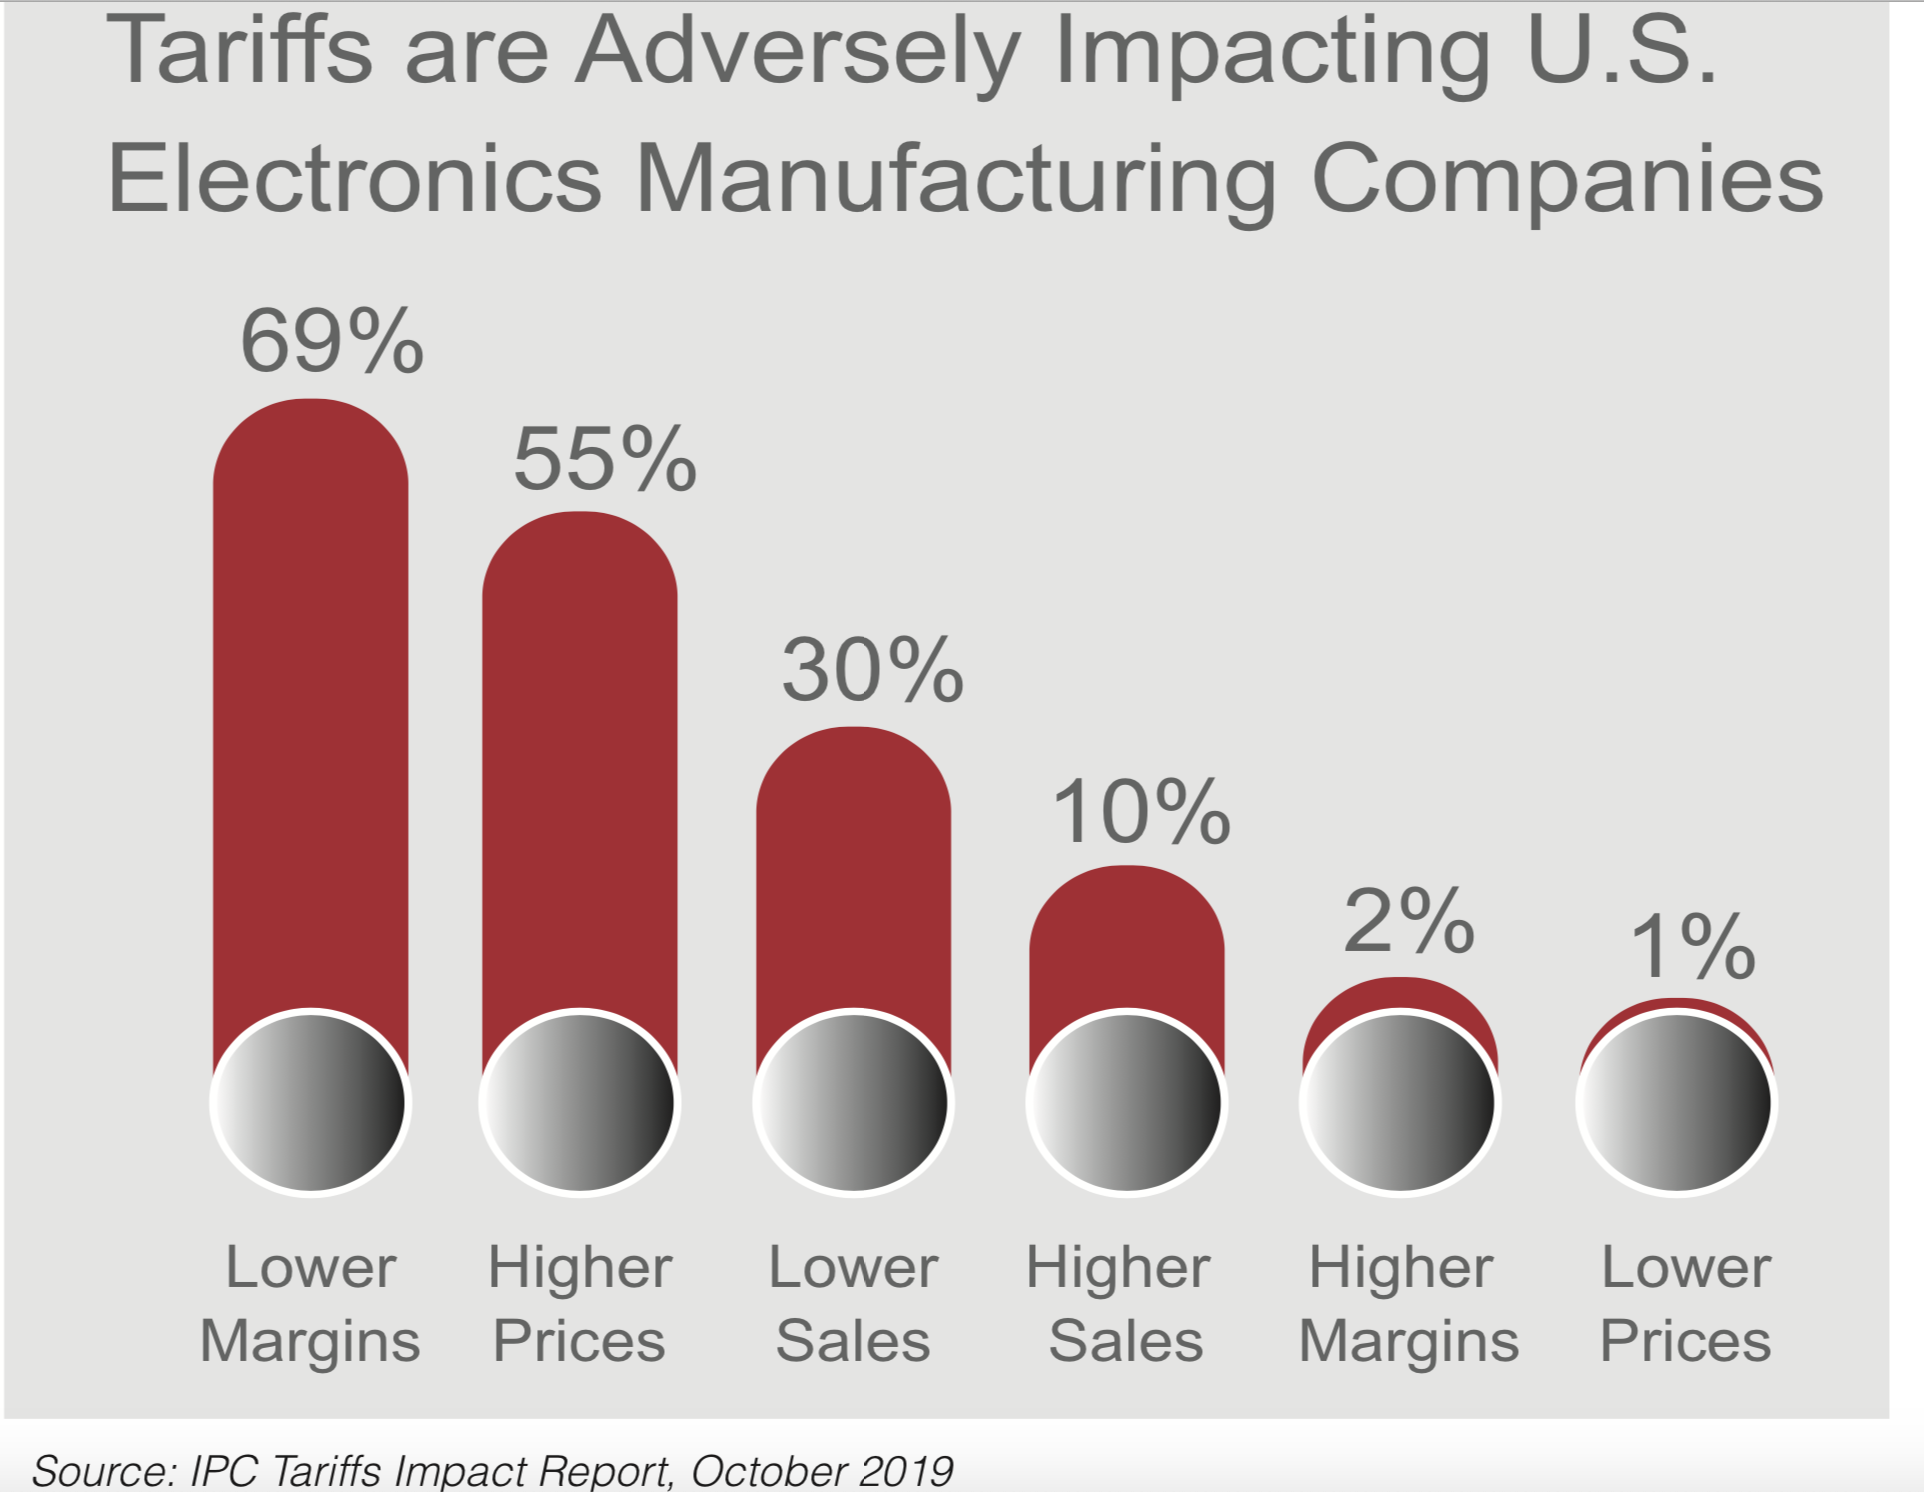 Tariffs are Adversely Impacting U.S.
Electronics Manufacturing Companies
69%
55%
30%
10%
2%
1%
Lower
Margins
Higher
Prices
Lower
Sales
Higher
Sales
Higher
Margins
Lower
Prices
Source: IPC Tariffs Impact Report, October 2019